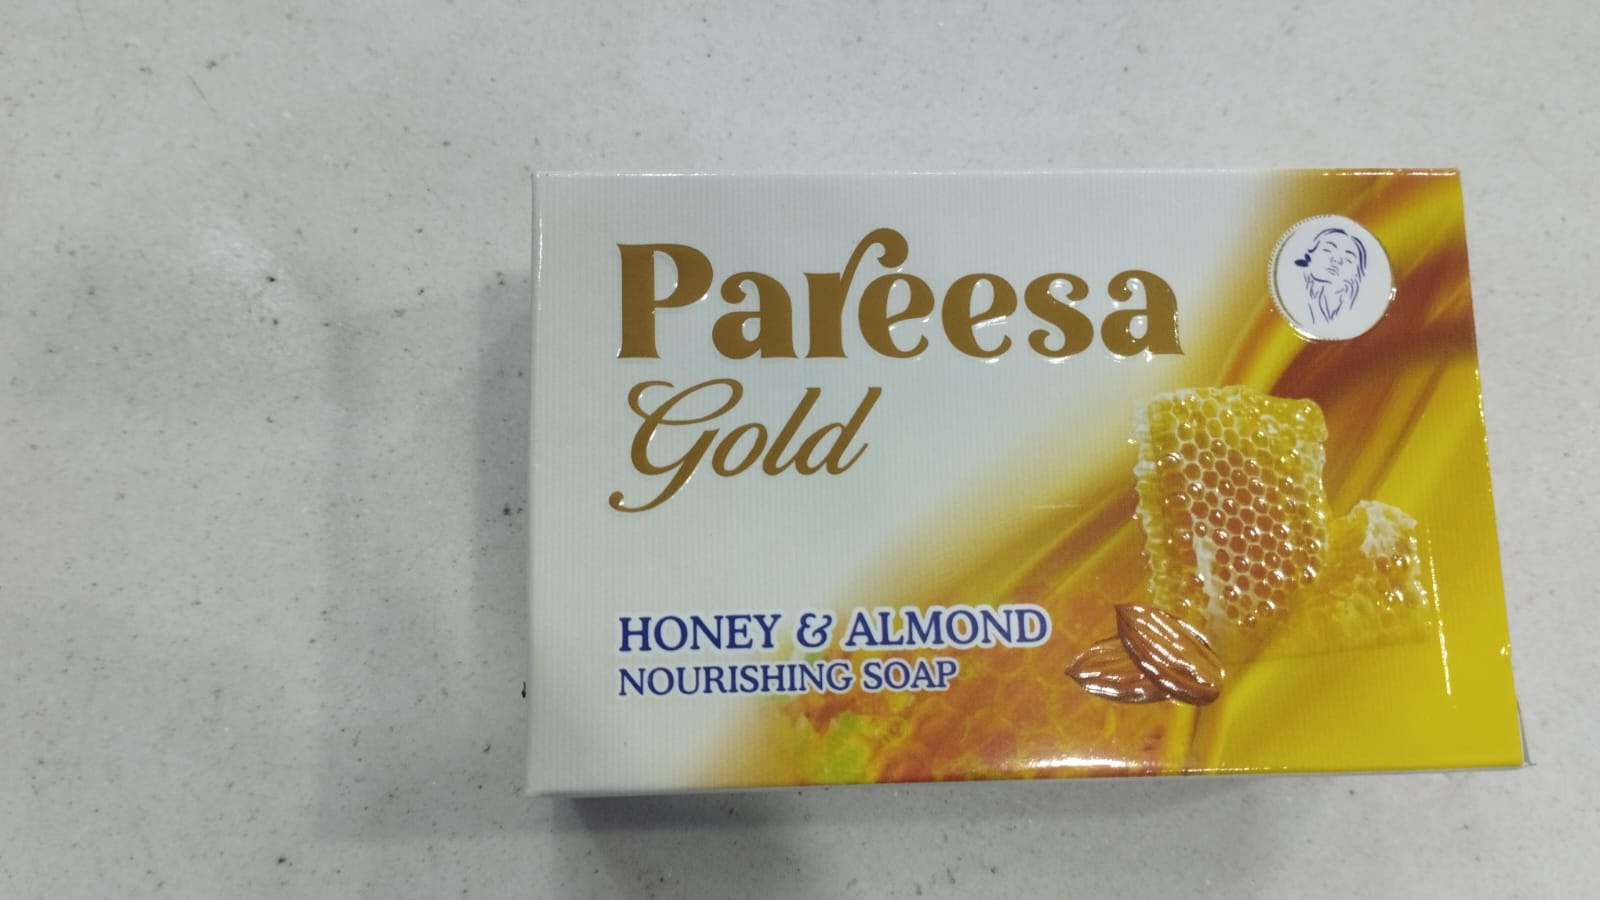 Pareesa
Gold
HONEY & ALMOND
NOURISHING SOAP